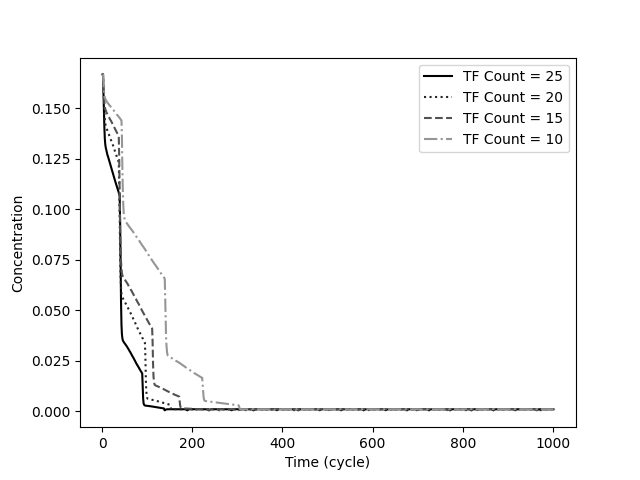 TF Count = 25
TF Count = 20
TF Count = 15
TF Count = 10
0.150
0.125
0.100
0.075
0.050
0.025
0.000
Concentration
0 200 400 600 800 1000
Time (cycle)